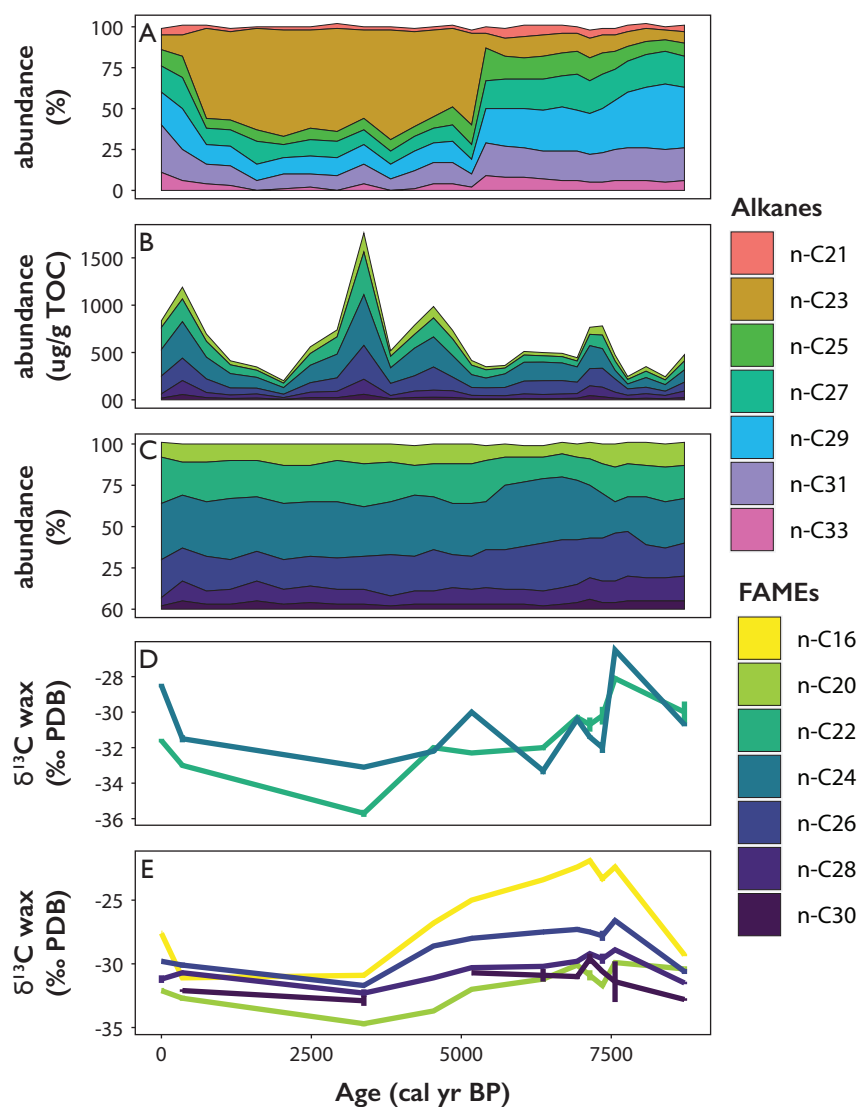 A
abundance
(%)
100
75
50
25
0
B
abundance
(ug/g TOC)
1500
1000
500
00
C
abundance
(%)
100
75
50
25
60
D
δ¹³C wax
(‰ PDB)
-28
-30
-32
-34
-36
E
δ¹³C wax
(‰ PDB)
-25
-30
-35
0 2500 5000 7500
Age (cal yr BP)
Alkanes
n-C21
n-C23
n-C25
n-C27
n-C29
n-C31
n-C33
FAMEs
n-C16
n-C20
n-C22
n-C24
n-C26
n-C28
n-C30